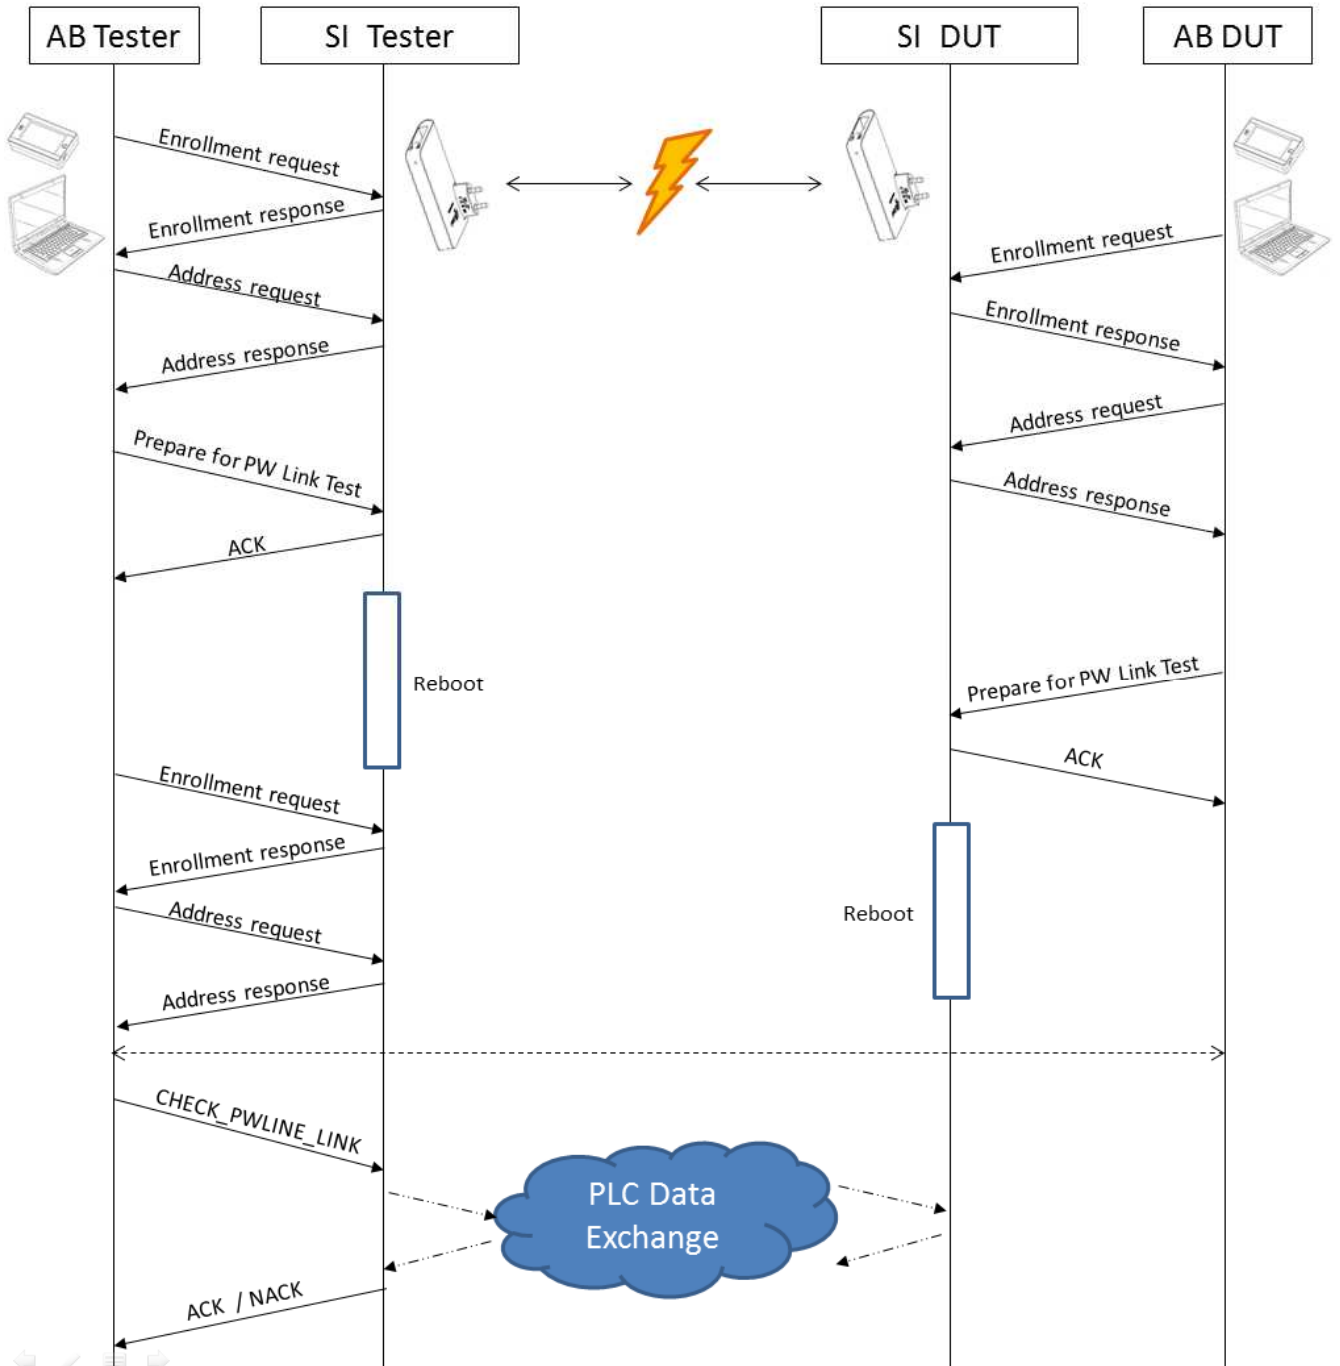 AB Tester
SI Tester
SI DUT
AB DUT
Enrollment request
Enrollment response
Address request
Address response
Prepare for PW Link Test
ACK
Reboot
Enrollment request
Enrollment response
Address request
Address response
Enrollment request
Enrollment response
Address request
Address response
Prepare for PW Link Test
ACK
Reboot
CHECK_PWLINE_LINK
PLC Data
Exchange
ACK / NACK